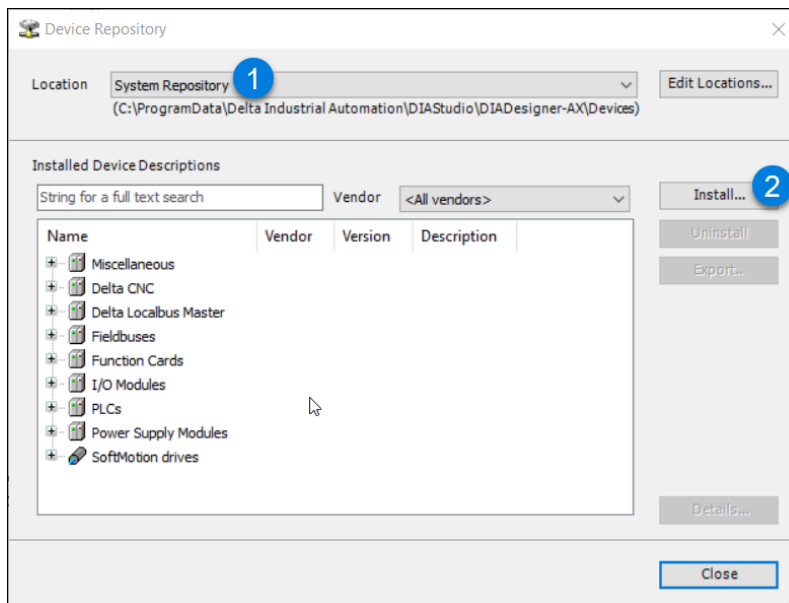 Device Repository
Location System Repository 1 Edit Locations...
(C:\ProgramData\Delta Industrial Automation\DIAStudio\DIADesigner-AX\Devices)
Installed Device Descriptions
String for a full text search Vendor <All vendors> Install... 2
Name Vendor Version Description Uninstall
Miscellaneous Export...
Delta CNC
Delta Localbus Master
Fieldbuses
Function Cards
I/O Modules
PLCs
Power Supply Modules
SoftMotion drives
Details...
Close